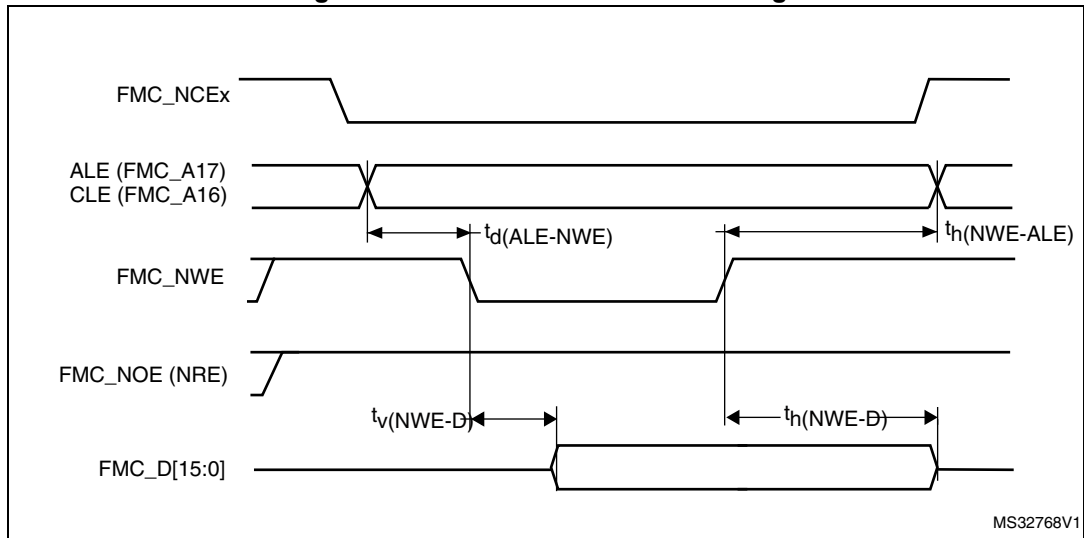 FMC_NCEx
ALE (FMC_A17)
CLE (FMC_A16)
td(ALE-NWE)
th(NWE-ALE)
FMC_NWE
FMC_NOE (NRE)
tv(NWE-D)
th(NWE-D)
FMC_D[15:0]
MS32768V1